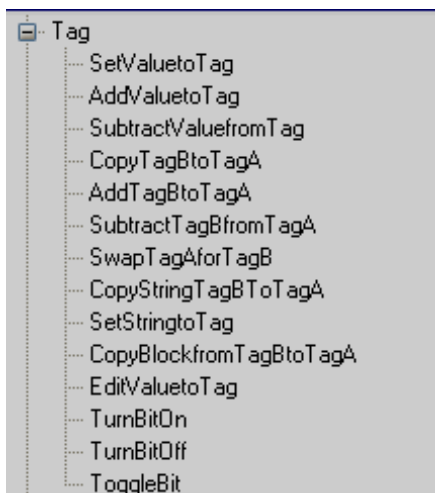 Tag
SetValuetoTag
AddValuetoTag
SubtractValuefromTag
CopyTagBtoTagA
AddTagBtoTagA
SubtractTagBfromTagA
SwapTagAforTagB
CopyStringTagBToTagA
SetStringtoTag
CopyBlockfromTagBtoTagA
EditValuetoTag
TurnBitOn
TurnBitOff
ToggleBit